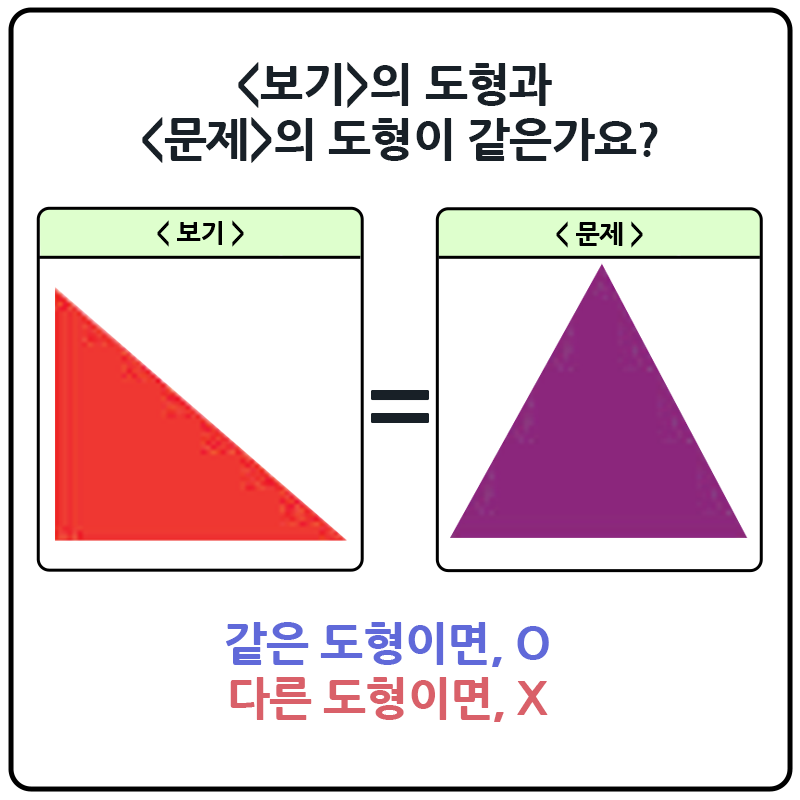 <보기>의 도형과
<문제>의 도형이 같은가요?
< 보기 >
< 문제 >
=
같은 도형이면, O
다른 도형이면, X